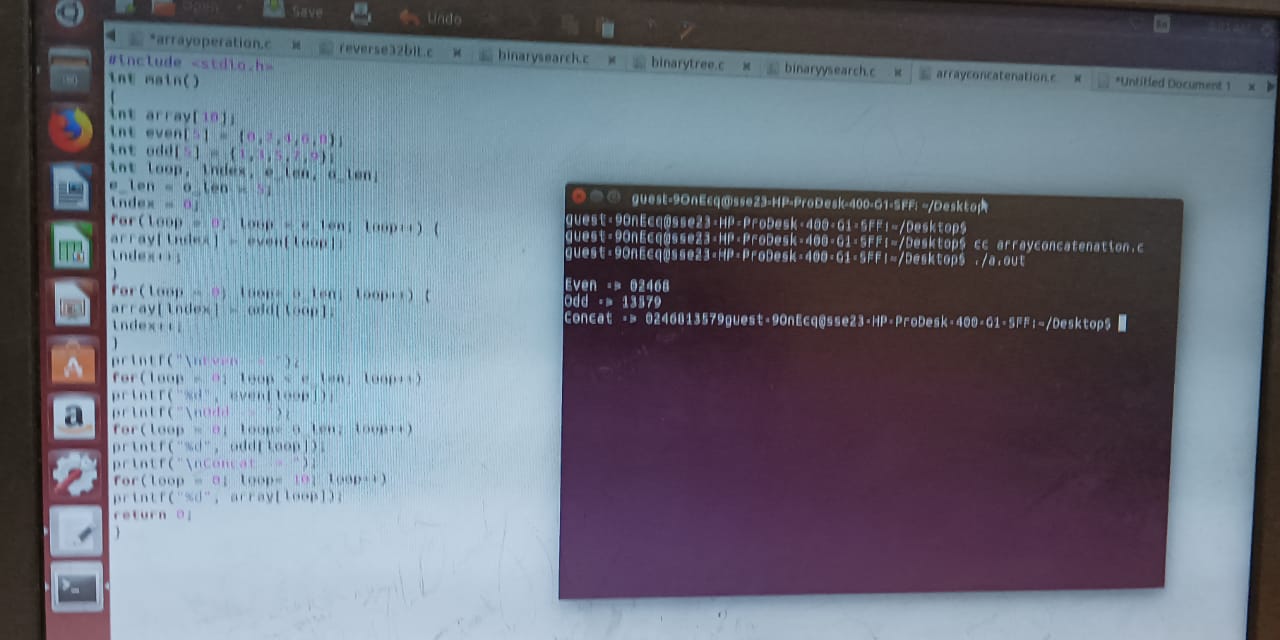 Open Save Undo
*arrayoperation.c reverse32bit.c binarysearch.c binarytree.c binaryysearch.c arrayconcatenation.c *Untitled Document 1
#include <stdio.h>
int main()
{
int array[10];
int even[5] = {0,2,4,6,8};
int odd[5] = {1,3,5,7,9};
int loop, index, e_len, o_len;
e_len = o_len = 5;
index = 0;
for(loop = 0; loop < e_len; loop++) {
array[index] = even[loop];
index++;
}
for(loop = 0; loop< o_len; loop++) {
array[index] = odd[loop];
index++;
}
printf("\nEven -> ");
for(loop = 0; loop < e_len; loop++)
printf("%d", even[loop]);
printf("\nOdd -> ");
for(loop = 0; loop< o_len; loop++)
printf("%d", odd[loop]);
printf("\nConcat -> ");
for(loop = 0; loop< 10; loop++)
printf("%d", array[loop]);
return 0;
}
guest-9OnEcq@sse23-HP-ProDesk-400-G1-SFF: ~/Desktop
guest-9OnEcq@sse23-HP-ProDesk-400-G1-SFF:~/Desktop$
guest-9OnEcq@sse23-HP-ProDesk-400-G1-SFF:~/Desktop$ cc arrayconcatenation.c
guest-9OnEcq@sse23-HP-ProDesk-400-G1-SFF:~/Desktop$ ./a.out
Even -> 02468
Odd -> 13579
Concat -> 0246813579guest-9OnEcq@sse23-HP-ProDesk-400-G1-SFF:~/Desktop$